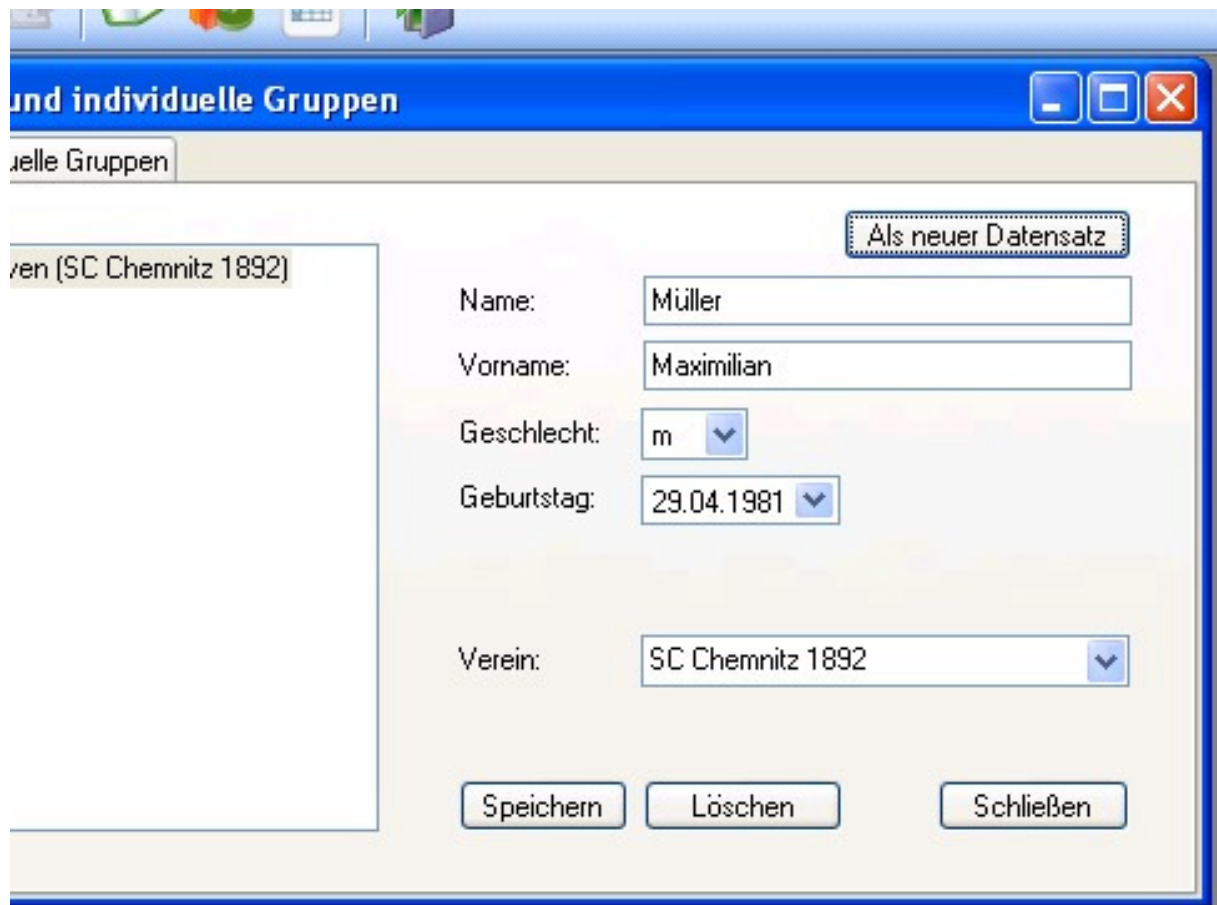 und individuelle Gruppen
uelle Gruppen
Als neuer Datensatz
ven (SC Chemnitz 1892)
Name: Müller
Vorname: Maximilian
Geschlecht: m
Geburtstag: 29.04.1981
Verein: SC Chemnitz 1892
Speichern Löschen Schließen